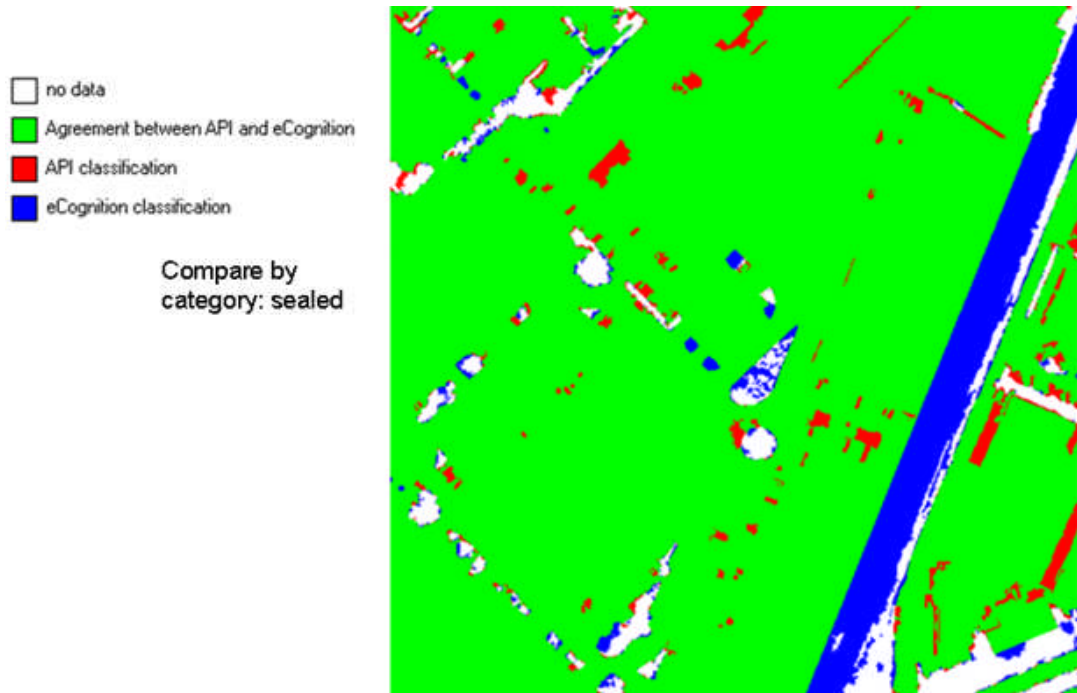 no data
Agreement between API and eCognition
API classification
eCognition classification
Compare by
category: sealed